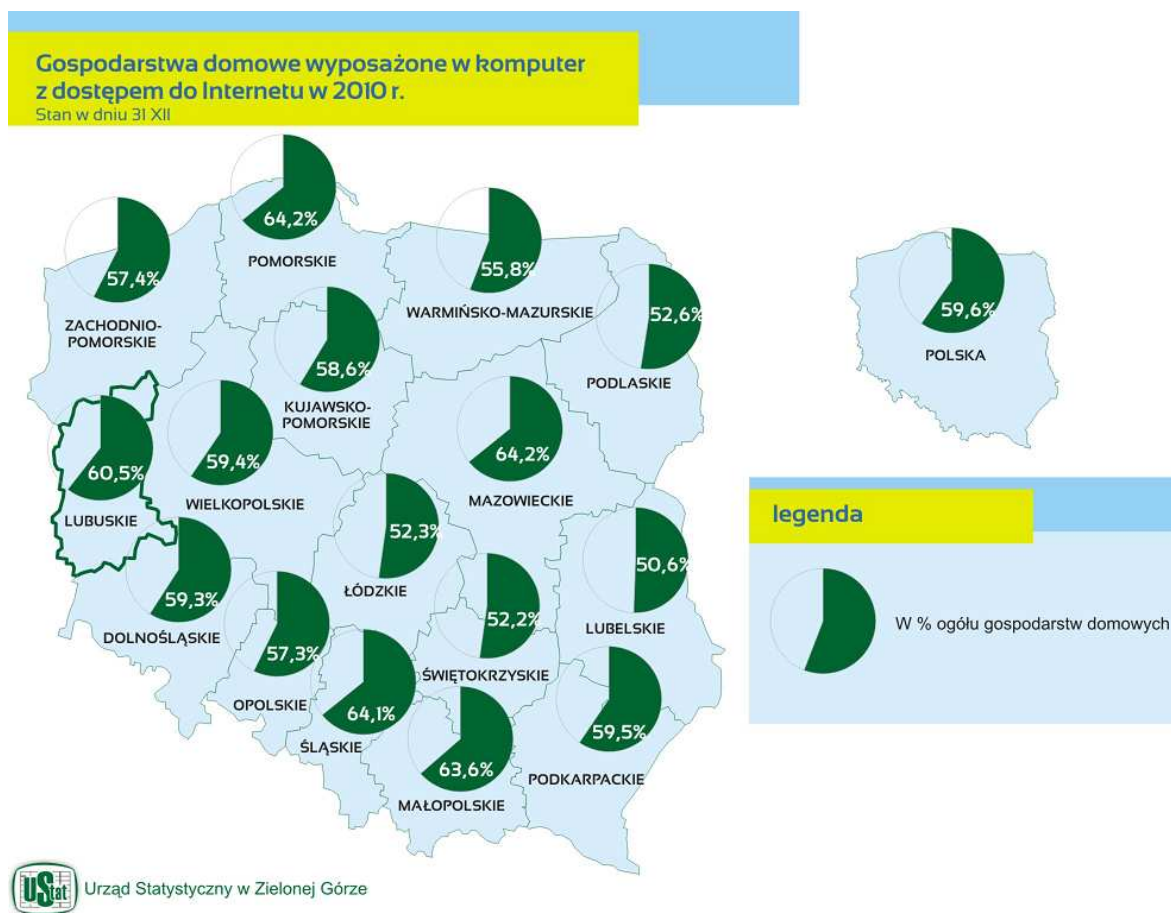 Gospodarstwa domowe wyposażone w komputer
z dostępem do Internetu w 2010 r.
Stan w dniu 31 XII
64,2%
POMORSKIE
57,4%
ZACHODNIO-
POMORSKIE
55,8%
WARMIŃSKO-MAZURSKIE
52,6%
PODLASKIE
58,6%
KUJAWSKO-
POMORSKIE
60,5%
LUBUSKIE
59,4%
WIELKOPOLSKIE
64,2%
MAZOWIECKIE
52,3%
ŁÓDZKIE
50,6%
LUBELSKIE
59,3%
DOLNOŚLĄSKIE
57,3%
OPOLSKIE
52,2%
ŚWIĘTOKRZYSKIE
64,1%
ŚLĄSKIE
63,6%
MAŁOPOLSKIE
59,5%
PODKARPACKIE
59,6%
POLSKA
legenda
W % ogółu gospodarstw domowych
UStat
Urząd Statystyczny w Zielonej Górze